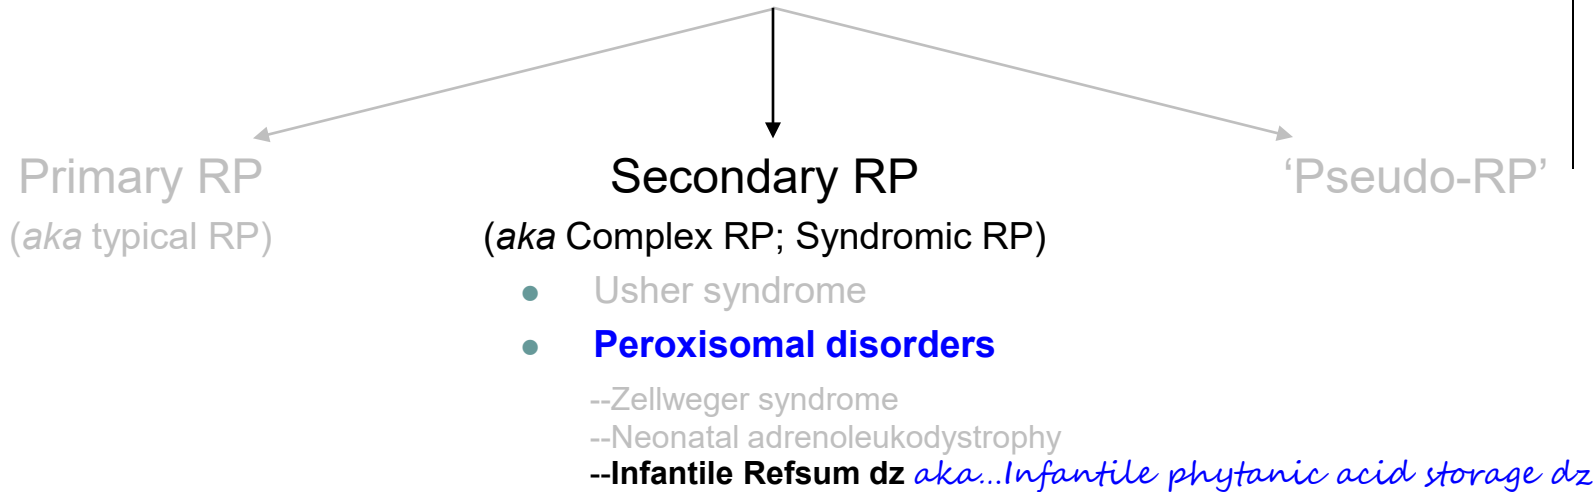 Primary RP
(aka typical RP)
Secondary RP
(aka Complex RP; Syndromic RP)
‘Pseudo-RP’
● Usher syndrome
● Peroxisomal disorders
--Zellweger syndrome
--Neonatal adrenoleukodystrophy
--Infantile Refsum dz aka...Infantile phytanic acid storage dz